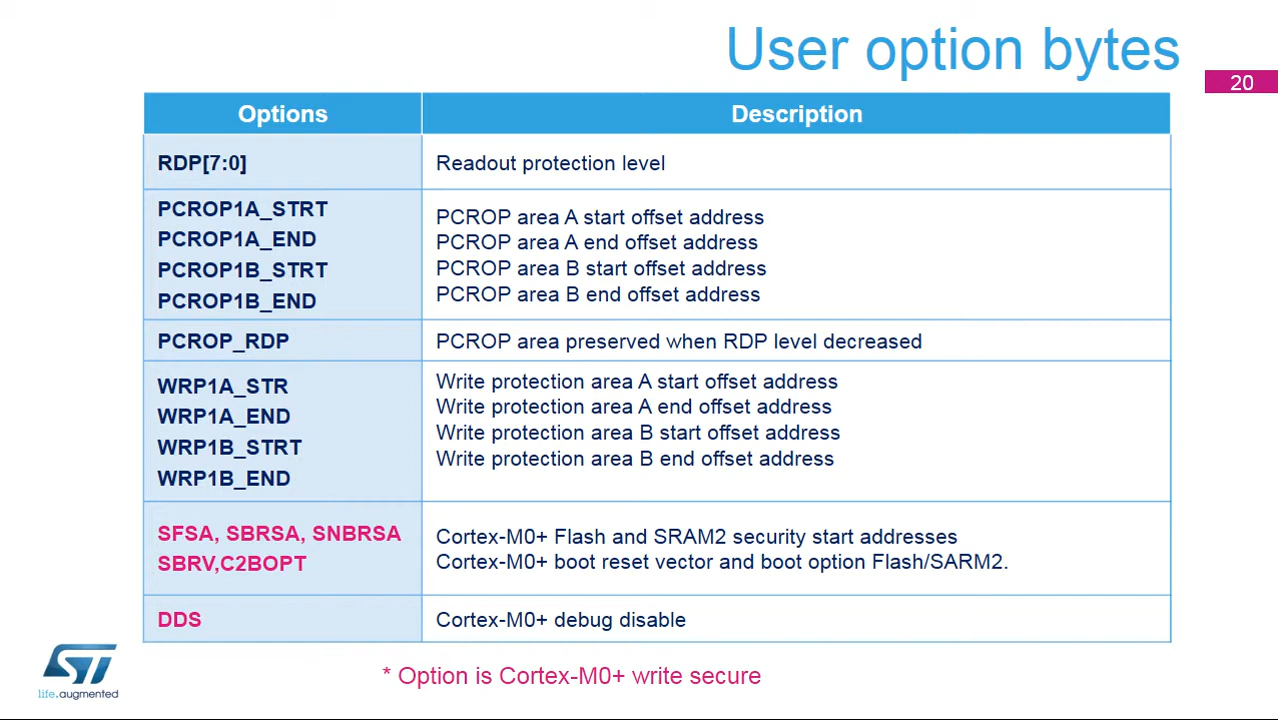 User option bytes
20
Options Description
RDP[7:0] Readout protection level
PCROP1A_STRT
PCROP1A_END
PCROP1B_STRT
PCROP1B_END
PCROP area A start offset address
PCROP area A end offset address
PCROP area B start offset address
PCROP area B end offset address
PCROP_RDP PCROP area preserved when RDP level decreased
WRP1A_STR
WRP1A_END
WRP1B_STRT
WRP1B_END
Write protection area A start offset address
Write protection area A end offset address
Write protection area B start offset address
Write protection area B end offset address
SFSA, SBRSA, SNBRSA
SBRV,C2BOPT
Cortex-M0+ Flash and SRAM2 security start addresses
Cortex-M0+ boot reset vector and boot option Flash/SARM2.
DDS Cortex-M0+ debug disable
* Option is Cortex-M0+ write secure
ST
life.augmented